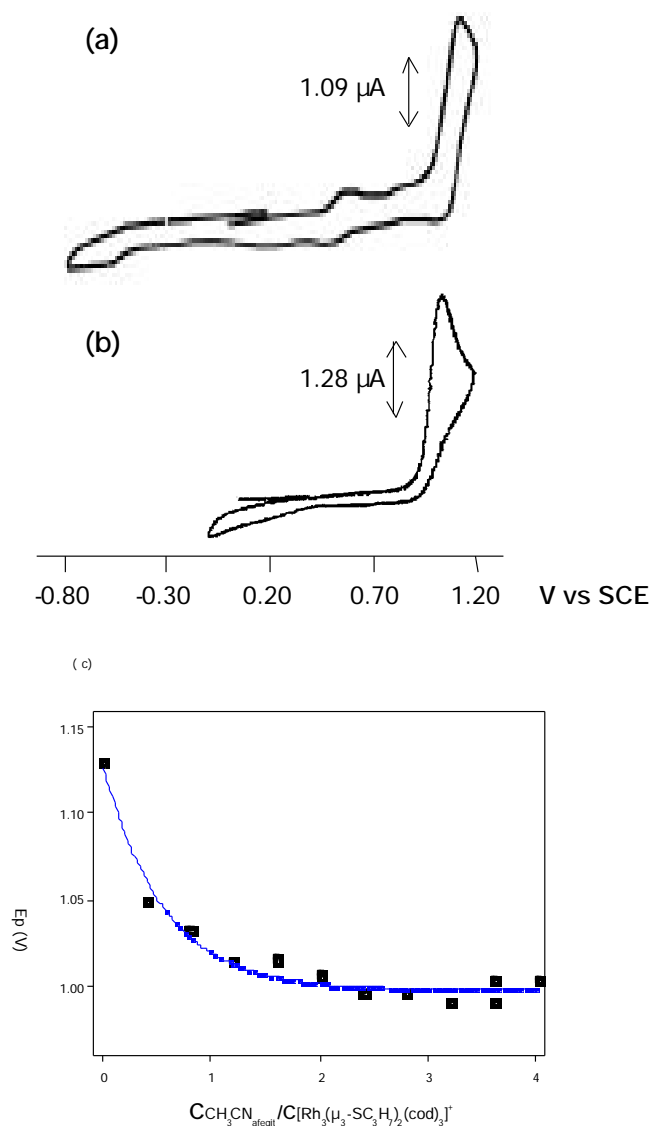 (a)
1.09 µA
(b)
1.28 µA
-0.80 -0.30 0.20 0.70 1.20 V vs SCE
( c)
1.15
1.10
1.05
1.00
Ep (V)
0 1 2 3 4
CCH₃CNafegit/C[Rh₃(µ₃-SC₃H₇)₂(cod)₃]⁺